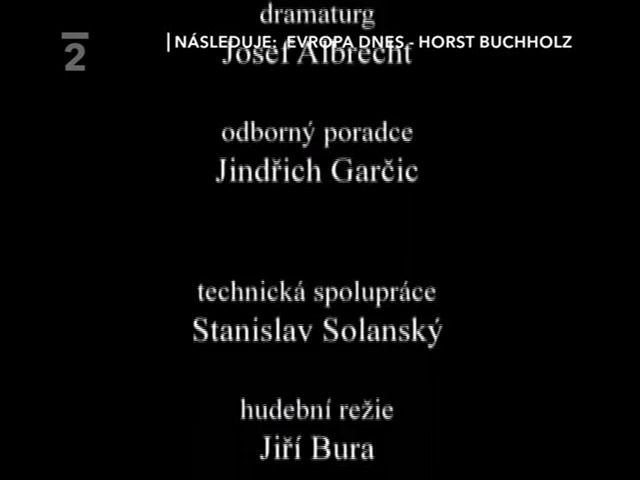 dramaturg
2
NÁSLEDUJE: EVROPA DNES - HORST BUCHHOLZ
Josef Albrecht
odborný poradce
Jindřich Garčic
technická spolupráce
Stanislav Solanský
hudební režie
Jiří Bura